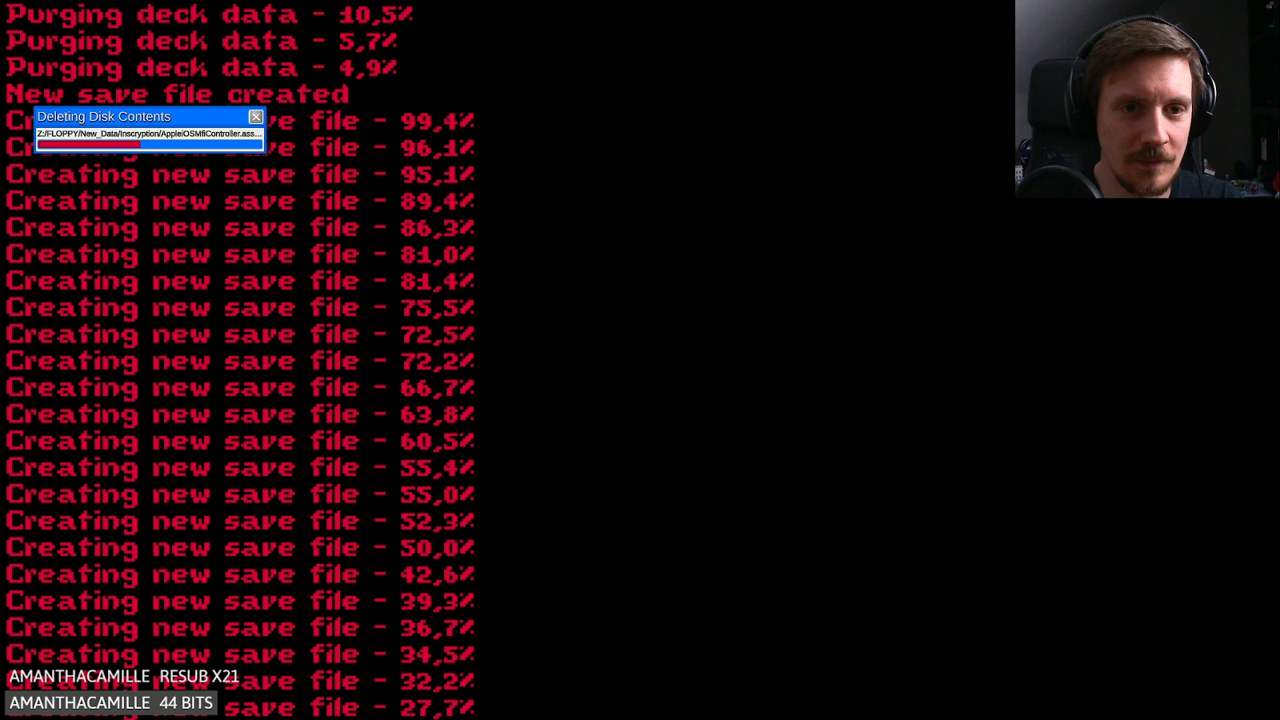 Purging deck data - 10,5%
Purging deck data - 5,7%
Purging deck data - 4,9%
New save file created
Deleting Disk Contents
Z:/FLOPPY/New_Data/Inscryption/AppleiOSMfiController.ass...
Cr ve file - 99,4%
Cr ve file - 96,1%
Creating new save file - 95,1%
Creating new save file - 89,4%
Creating new save file - 86,3%
Creating new save file - 81,0%
Creating new save file - 81,4%
Creating new save file - 75,5%
Creating new save file - 72,5%
Creating new save file - 72,2%
Creating new save file - 66,7%
Creating new save file - 63,8%
Creating new save file - 60,5%
Creating new save file - 55,4%
Creating new save file - 55,0%
Creating new save file - 52,3%
Creating new save file - 50,0%
Creating new save file - 42,6%
Creating new save file - 39,3%
Creating new save file - 36,7%
Creating new save file - 34,5%
AMANTHACAMILLE RESUB X21
Creating new save file - 32,2%
AMANTHACAMILLE 44 BITS
save file - 27,7%